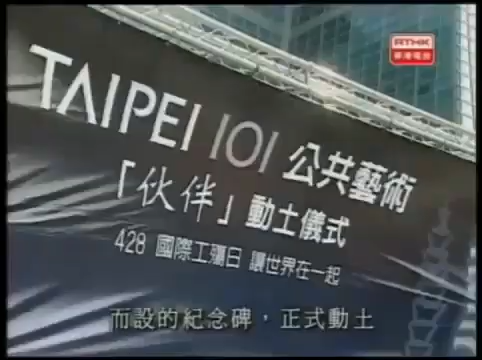 RTHK
香港電台
TAIPEI 101 公共藝術
「伙伴」動土儀式
428 國際工殤日 讓世界在一起
而設的紀念碑，正式動土